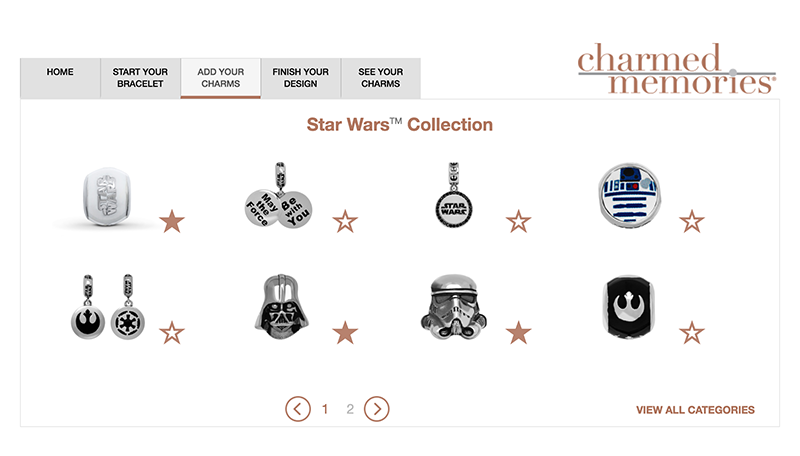 charmed
memories®
HOME
START YOUR
BRACELET
ADD YOUR
CHARMS
FINISH YOUR
DESIGN
SEE YOUR
CHARMS
Star Wars™ Collection
STAR
WARS
May
the
Force
Be
with
You
STAR
WARS
1 2
VIEW ALL CATEGORIES